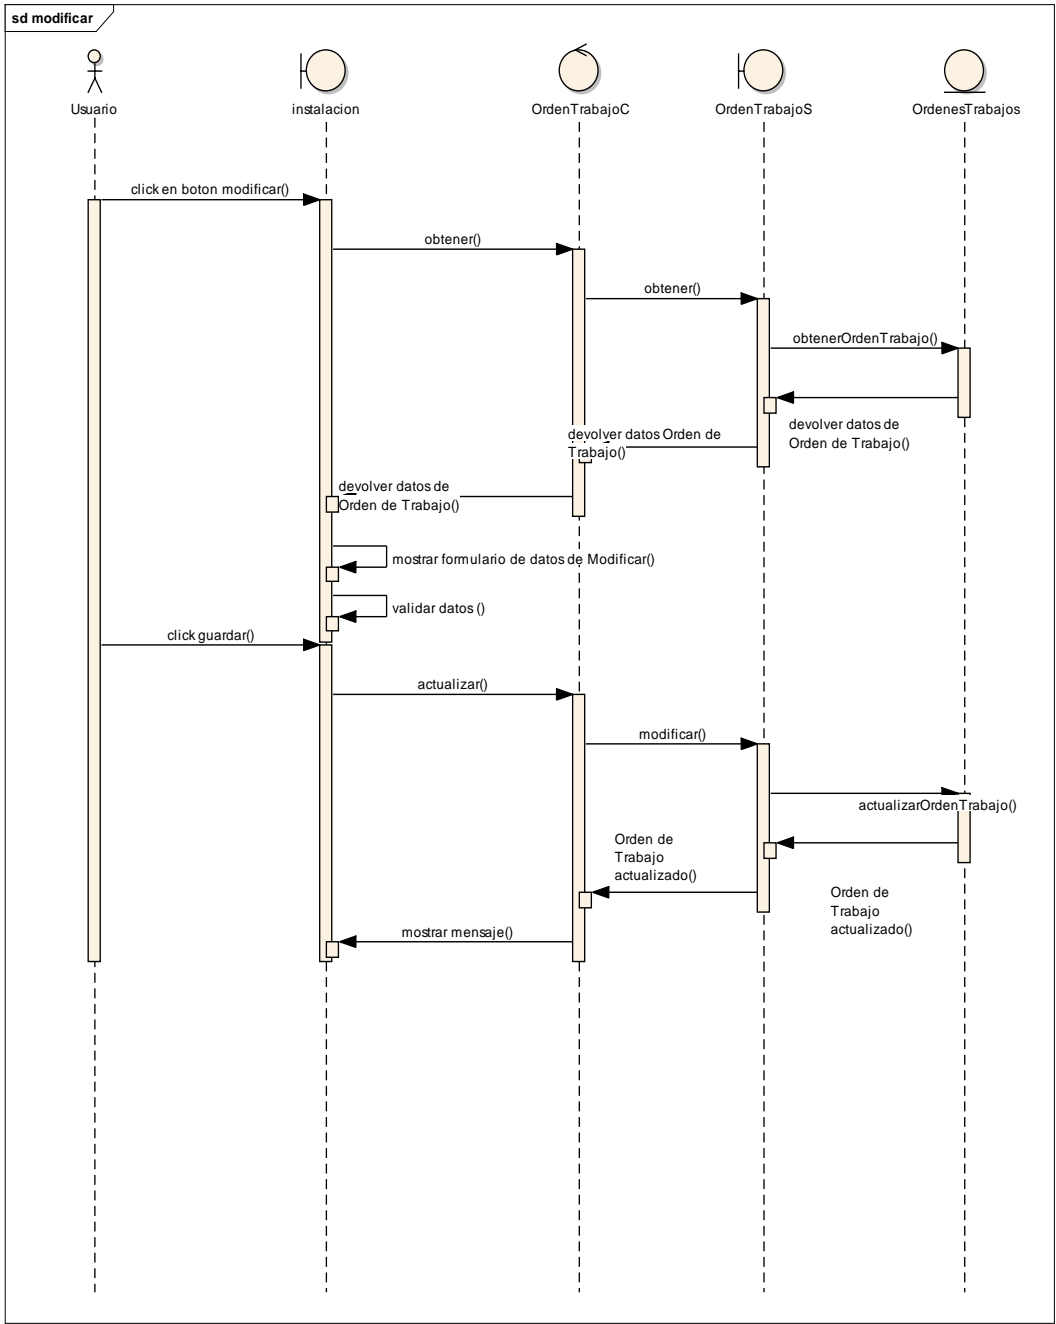 sd modificar
Usuario
instalacion
OrdenTrabajoC
OrdenTrabajoS
OrdenesTrabajos
click en boton modificar()
obtener()
obtener()
obtenerOrdenTrabajo()
devolver datos de
Orden de Trabajo()
devolver datos Orden de
Trabajo()
devolver datos de
Orden de Trabajo()
mostrar formulario de datos de Modificar()
validar datos ()
click guardar()
actualizar()
modificar()
actualizarOrdenTrabajo()
Orden de
Trabajo
actualizado()
Orden de
Trabajo
actualizado()
mostrar mensaje()